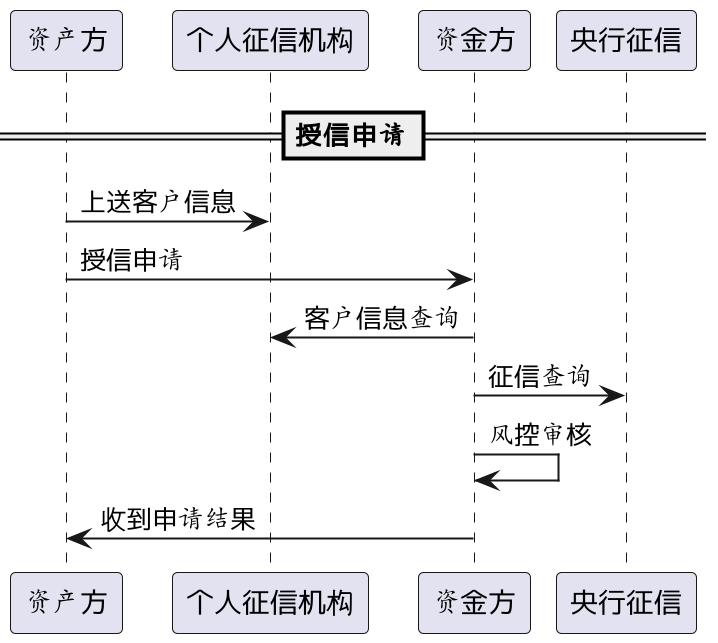 资产方 个人征信机构 资金方 央行征信
授信申请
上送客户信息
授信申请
客户信息查询
征信查询
风控审核
收到申请结果
资产方 个人征信机构 资金方 央行征信